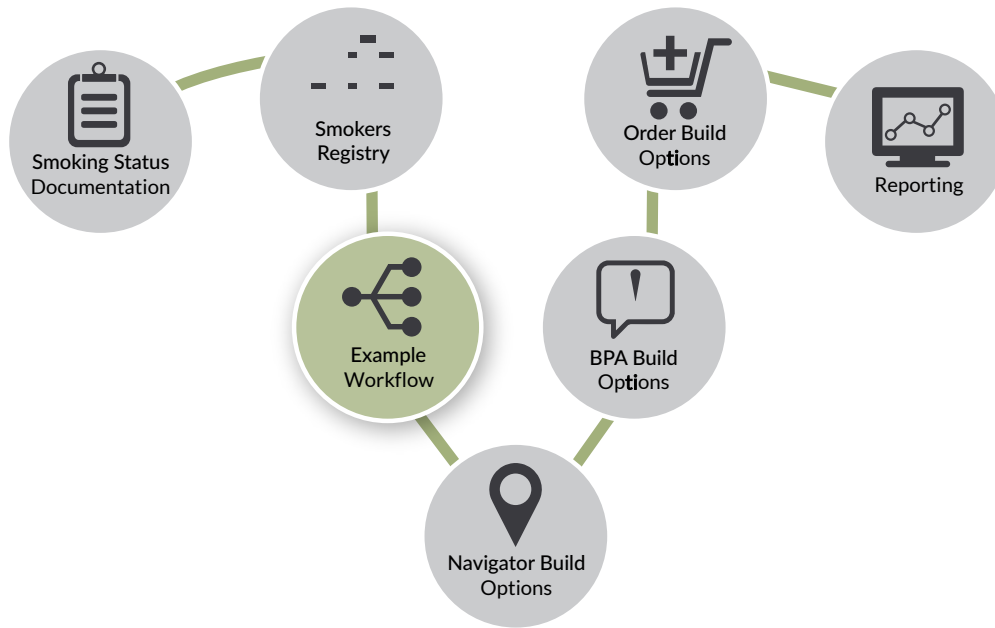 Smoking Status
Documentation
Smokers
Registry
Example
Workflow
Navigator Build
Options
BPA Build
Options
Order Build
Options
Reporting